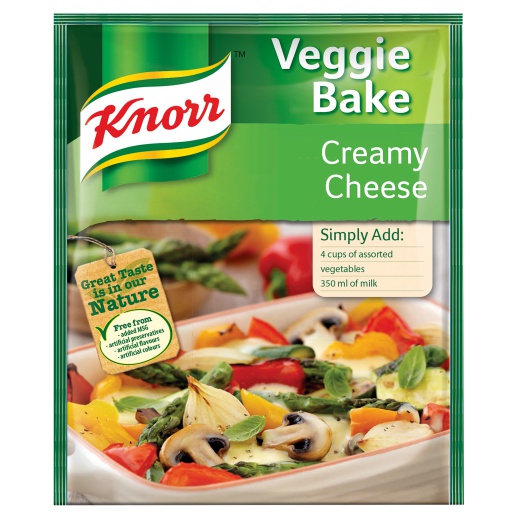 Knorr
™
Veggie
Bake
Creamy
Cheese
Simply Add:
4 cups of assorted
vegetables
350 ml of milk
Great Taste
is in our
Nature
Free from
- added MSG
- artificial preservatives
- artificial flavours
- artificial colours